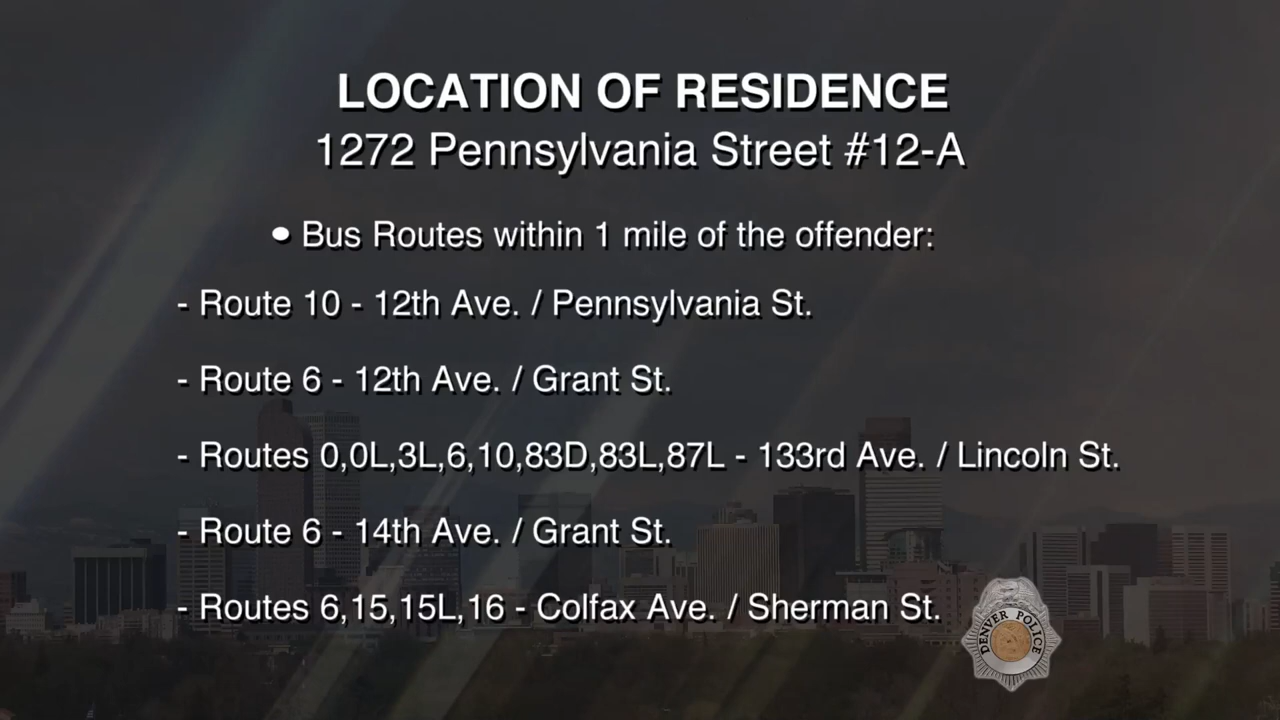 LOCATION OF RESIDENCE
1272 Pennsylvania Street #12-A
• Bus Routes within 1 mile of the offender:
- Route 10 - 12th Ave. / Pennsylvania St.
- Route 6 - 12th Ave. / Grant St.
- Routes 0,0L,3L,6,10,83D,83L,87L - 133rd Ave. / Lincoln St.
- Route 6 - 14th Ave. / Grant St.
- Routes 6,15,15L,16 - Colfax Ave. / Sherman St.
DENVER POLICE